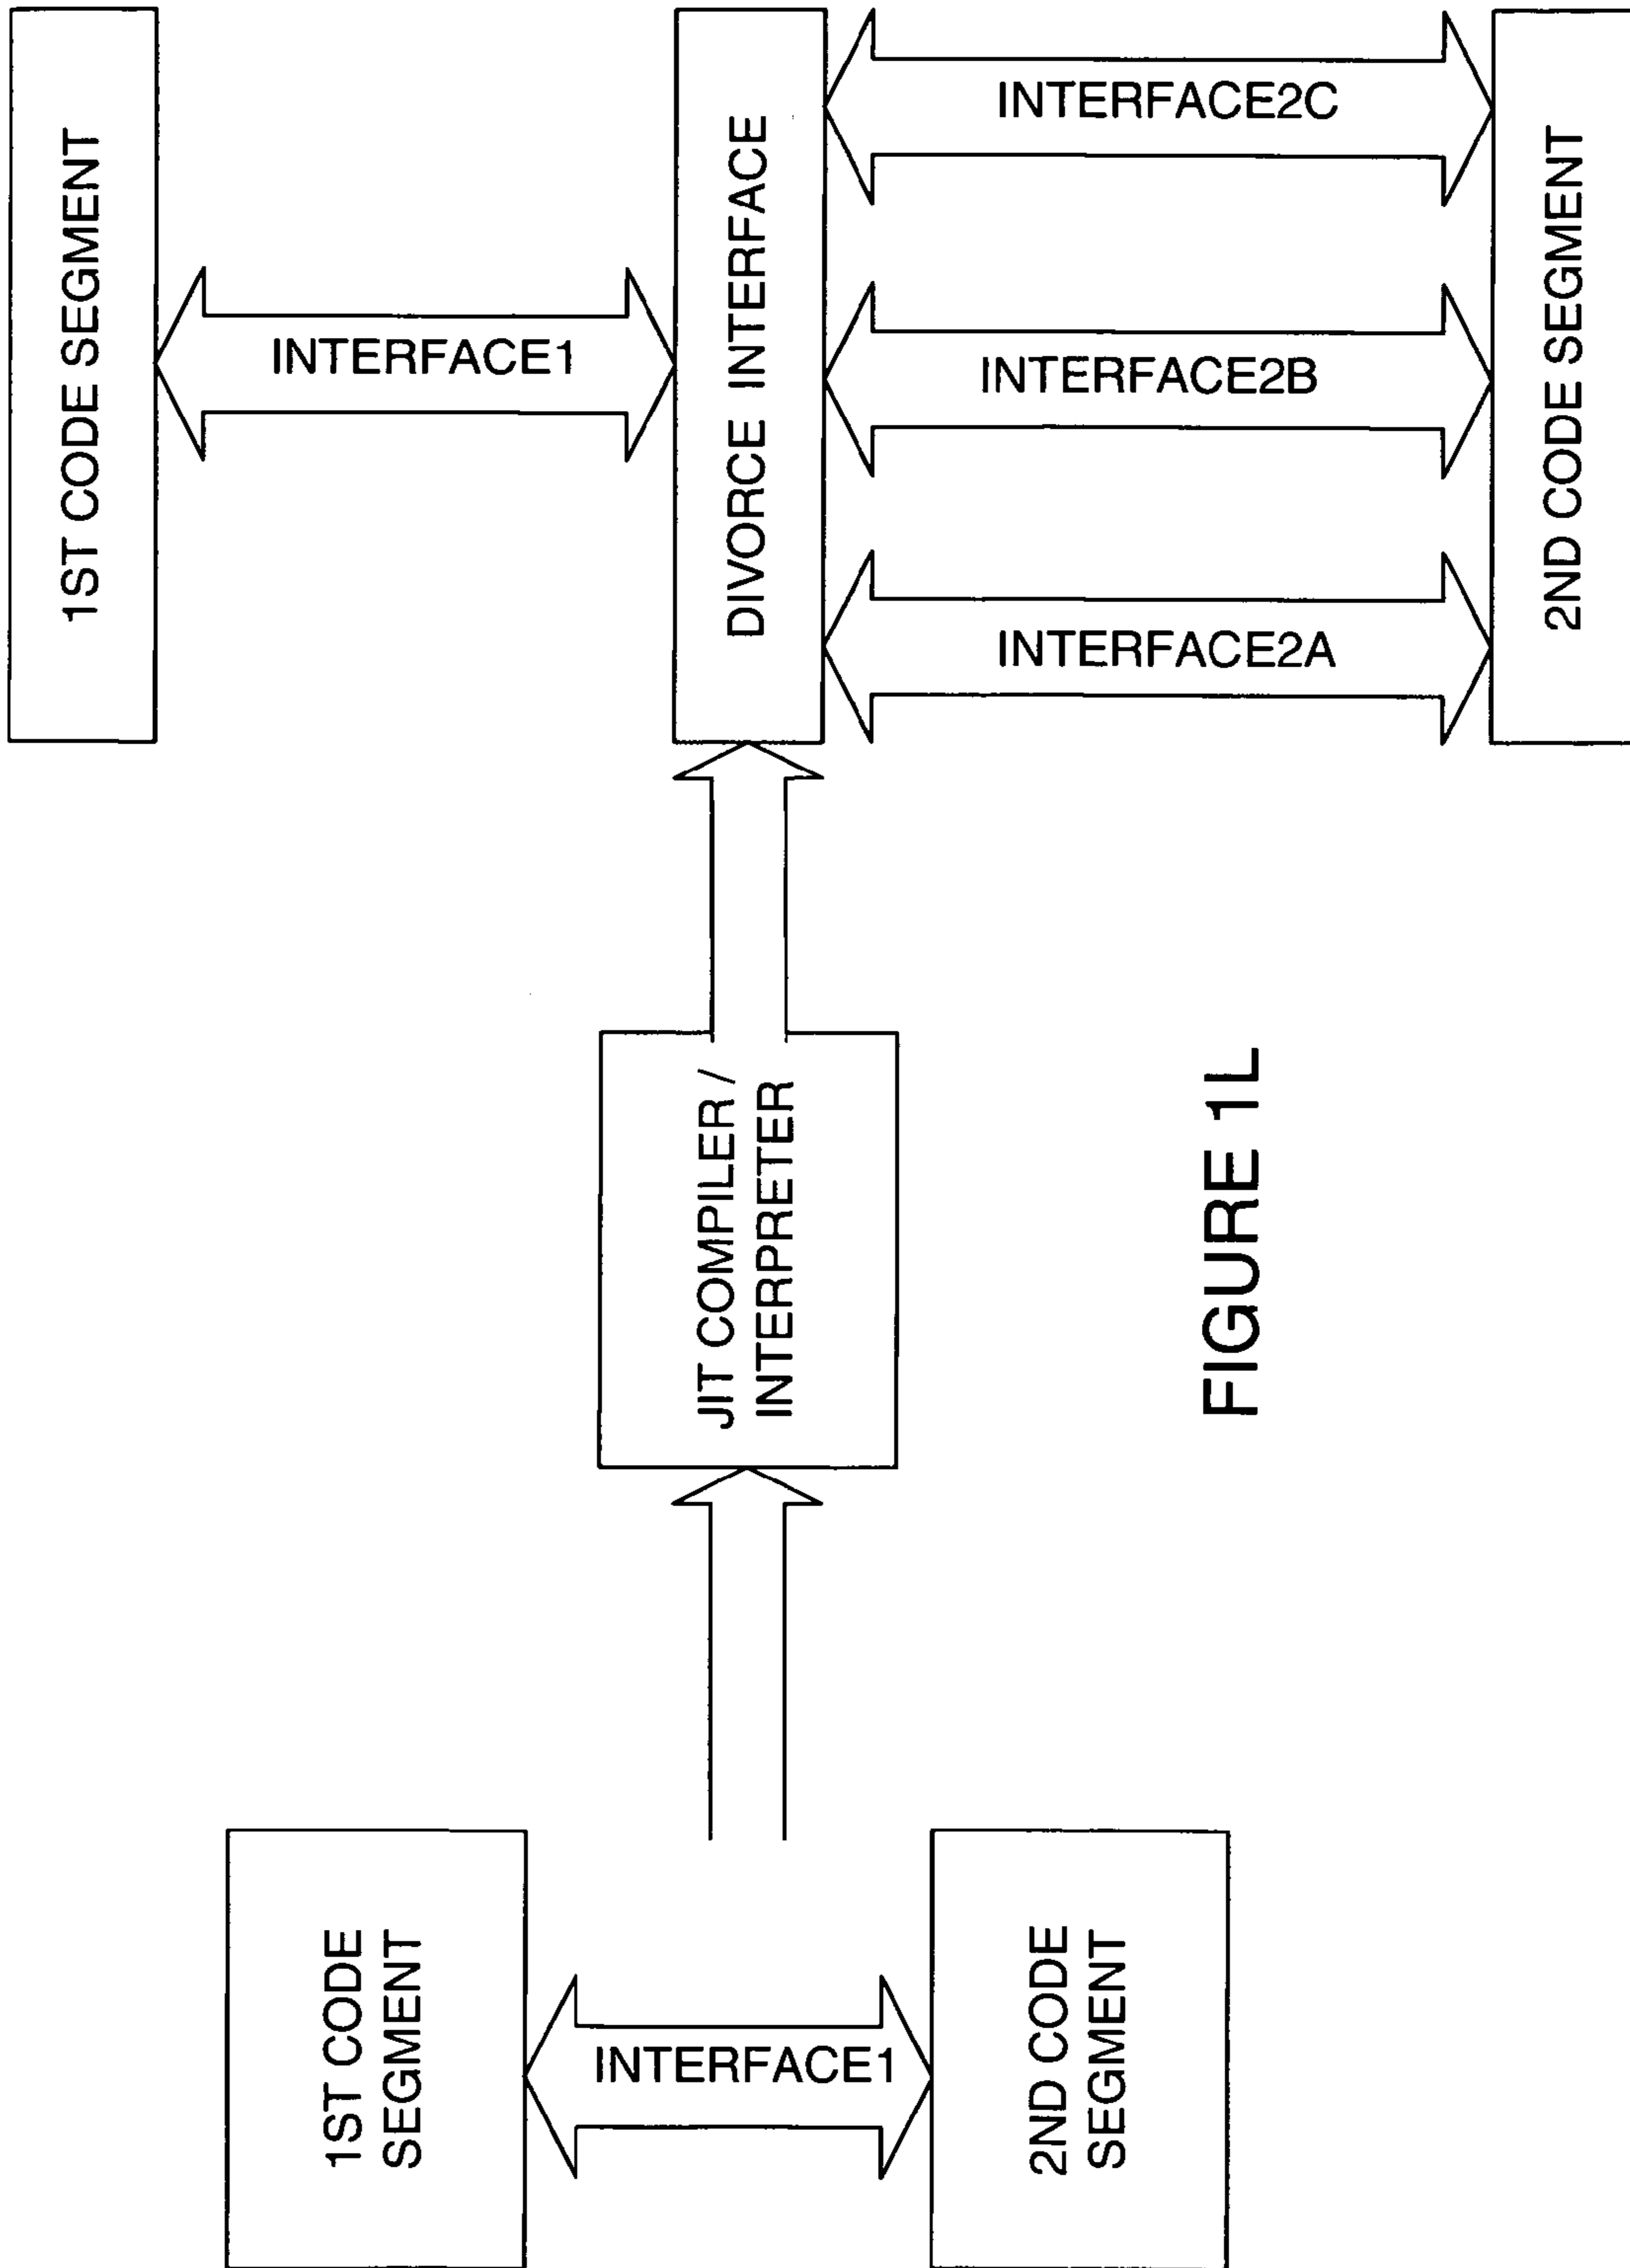 1ST CODE SEGMENT
INTERFACE1
DIVORCE INTERFACE
INTERFACE2C
INTERFACE2B
INTERFACE2A
2ND CODE SEGMENT
JIT COMPILER /
INTERPRETER
1ST CODE
SEGMENT
INTERFACE1
2ND CODE
SEGMENT
FIGURE 1L